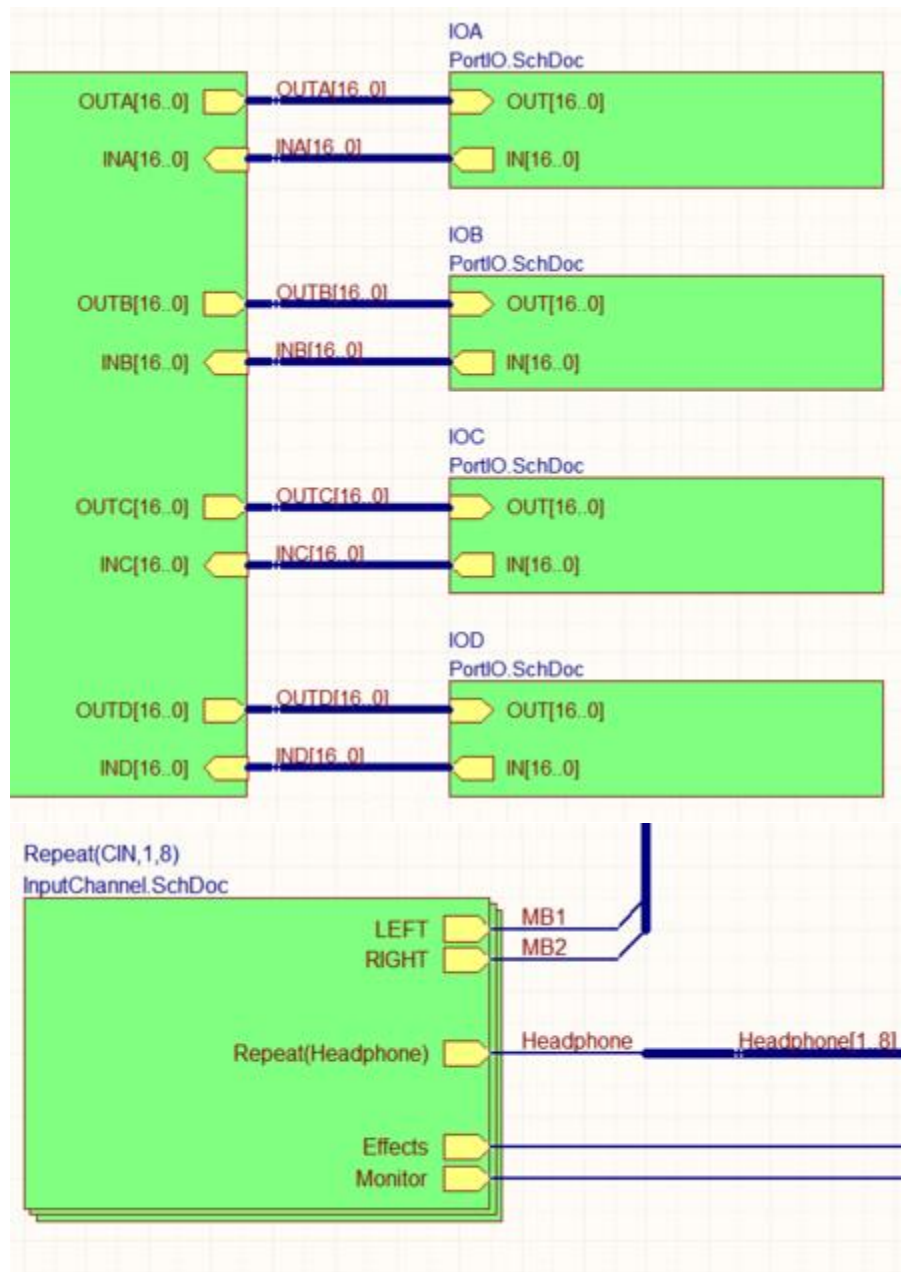 IOA
PortIO.SchDoc
OUTA[16..0] OUTA[16..0] OUT[16..0]
INA[16..0] INA[16..0] IN[16..0]
IOB
PortIO.SchDoc
OUTB[16..0] OUTB[16..0] OUT[16..0]
INB[16..0] INB[16..0] IN[16..0]
IOC
PortIO.SchDoc
OUTC[16..0] OUTC[16..0] OUT[16..0]
INC[16..0] INC[16..0] IN[16..0]
IOD
PortIO.SchDoc
OUTD[16..0] OUTD[16..0] OUT[16..0]
IND[16..0] IND[16..0] IN[16..0]
Repeat(CIN,1,8)
InputChannel.SchDoc
LEFT MB1
RIGHT MB2
Repeat(Headphone) Headphone Headphone[1..8]
Effects
Monitor